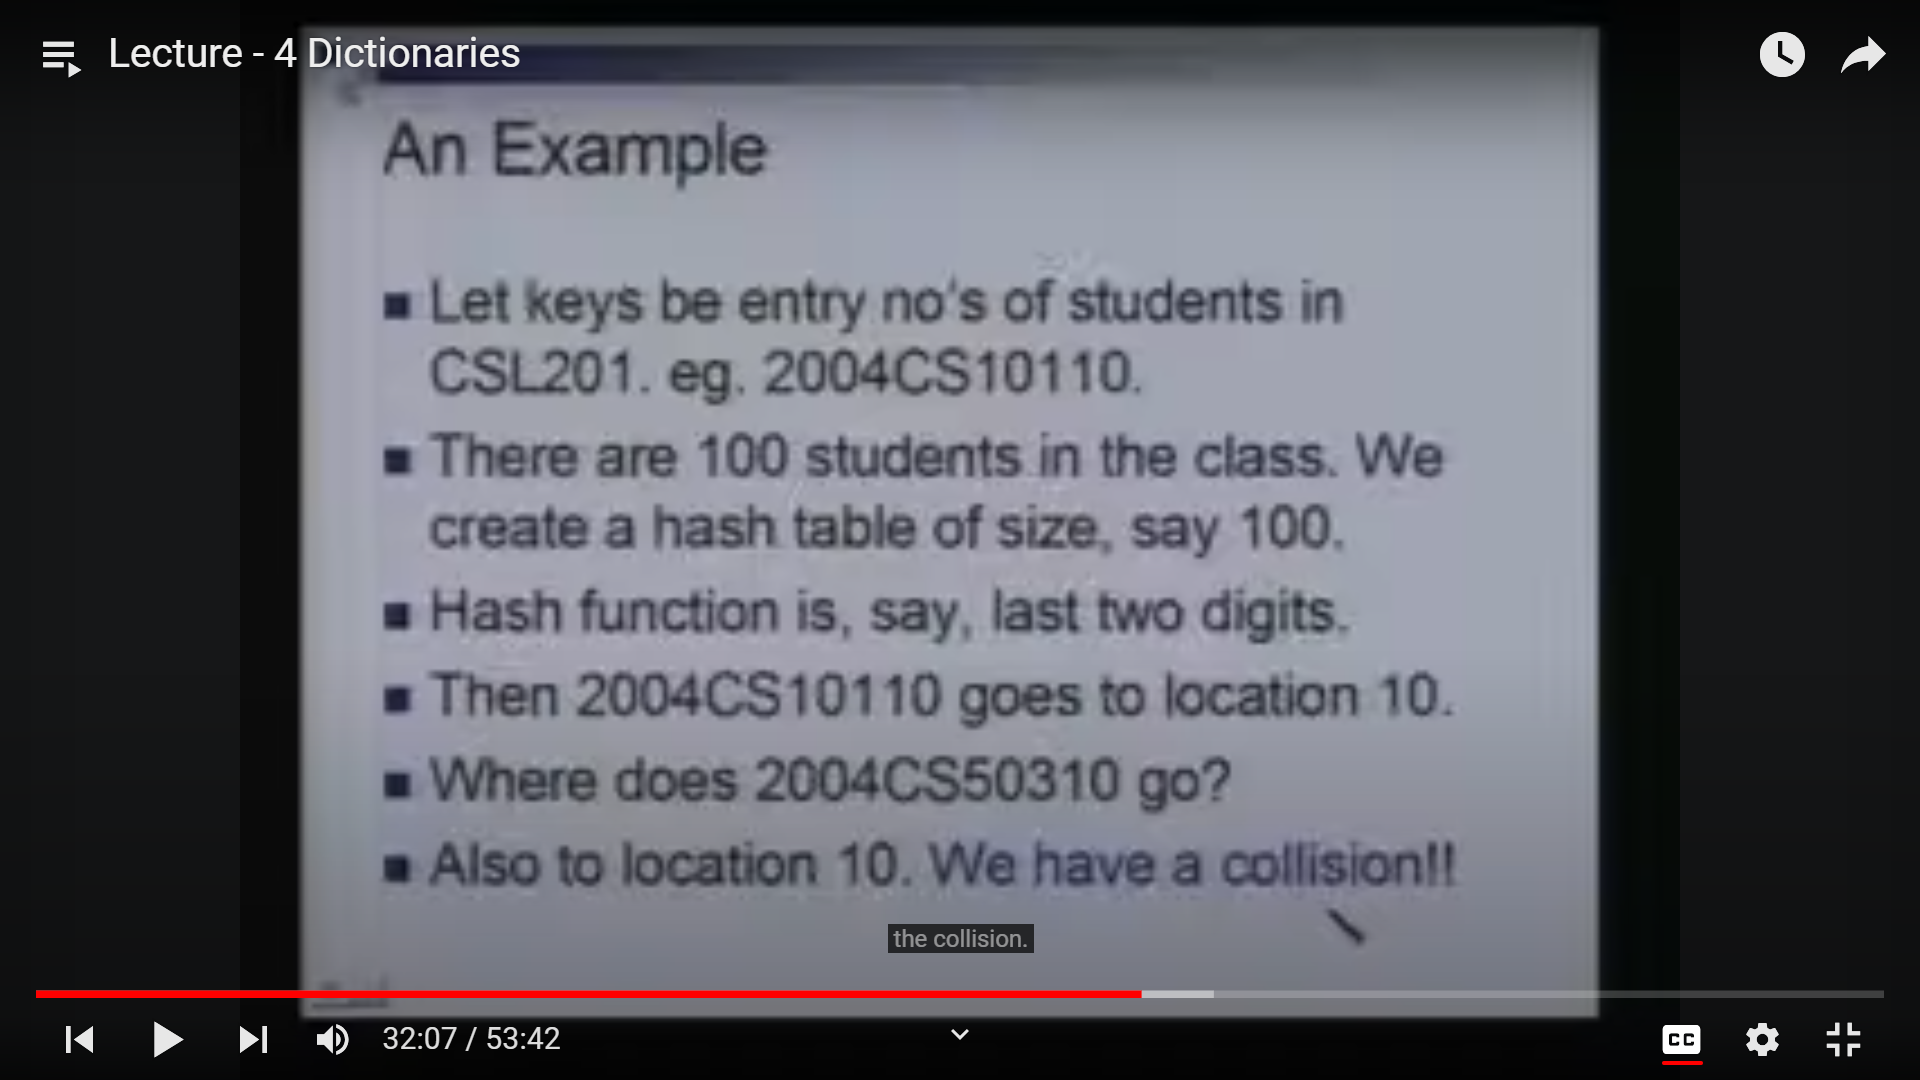 Lecture - 4 Dictionaries
An Example
Let keys be entry no's of students in
CSL201. eg. 2004CS10110.
There are 100 students in the class. We
create a hash table of size, say 100.
Hash function is, say, last two digits.
Then 2004CS10110 goes to location 10.
Where does 2004CS50310 go?
Also to location 10. We have a collision!!
the collision.
32:07 / 53:42
CC